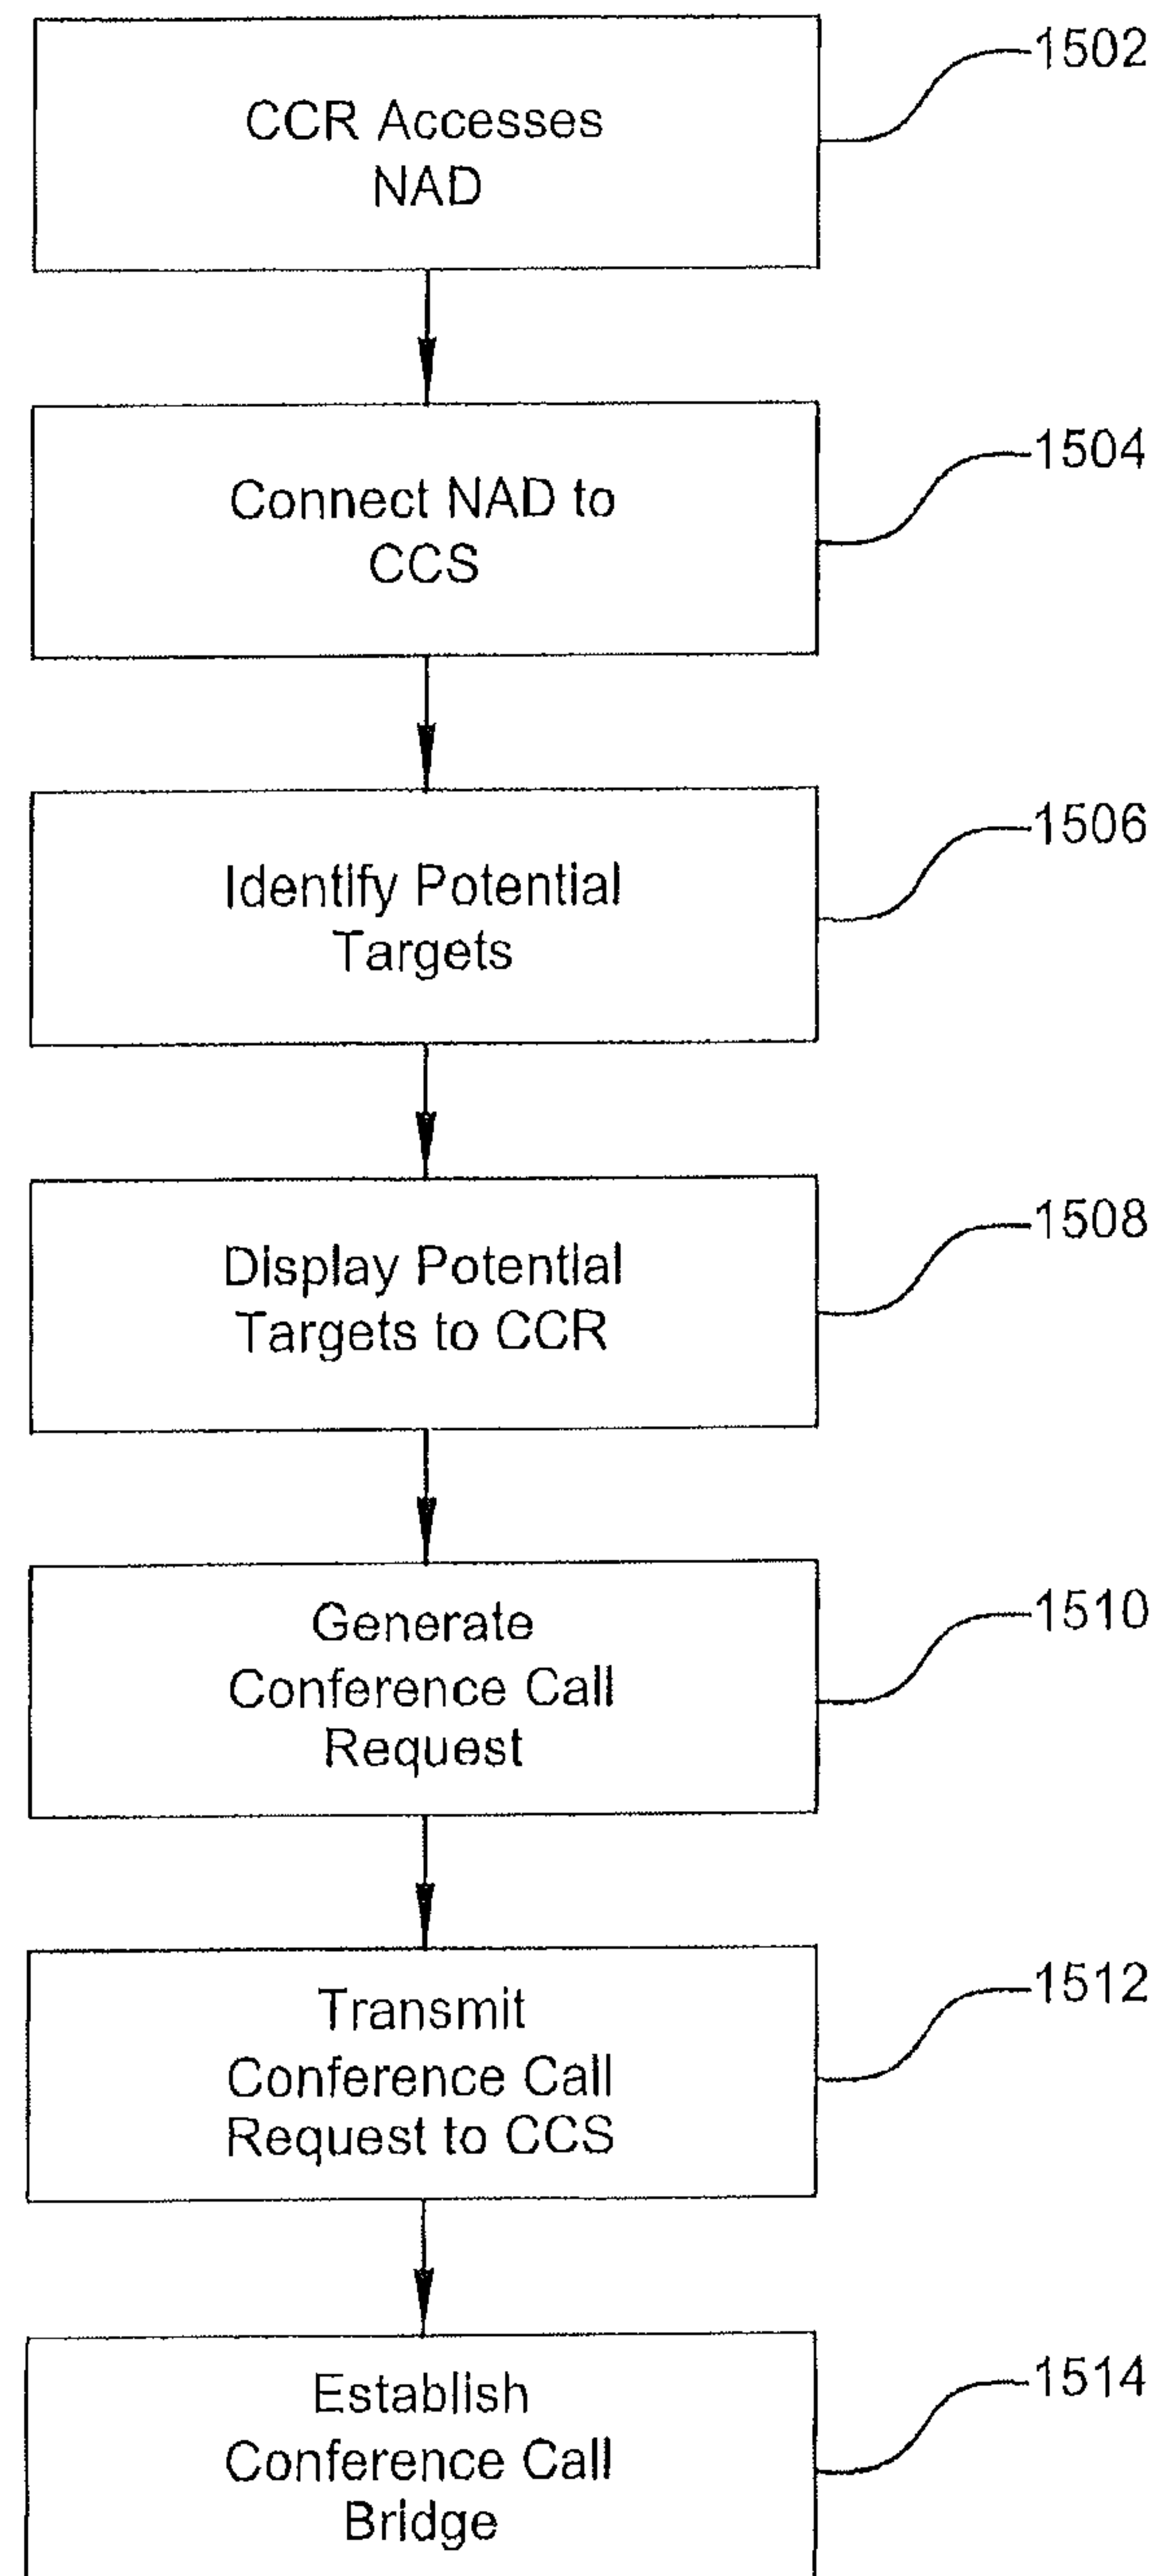 CCR Accesses
NAD
1502
Connect NAD to
CCS
1504
Identify Potential
Targets
1506
Display Potential
Targets to CCR
1508
Generate
Conference Call
Request
1510
Transmit
Conference Call
Request to CCS
1512
Establish
Conference Call
Bridge
1514